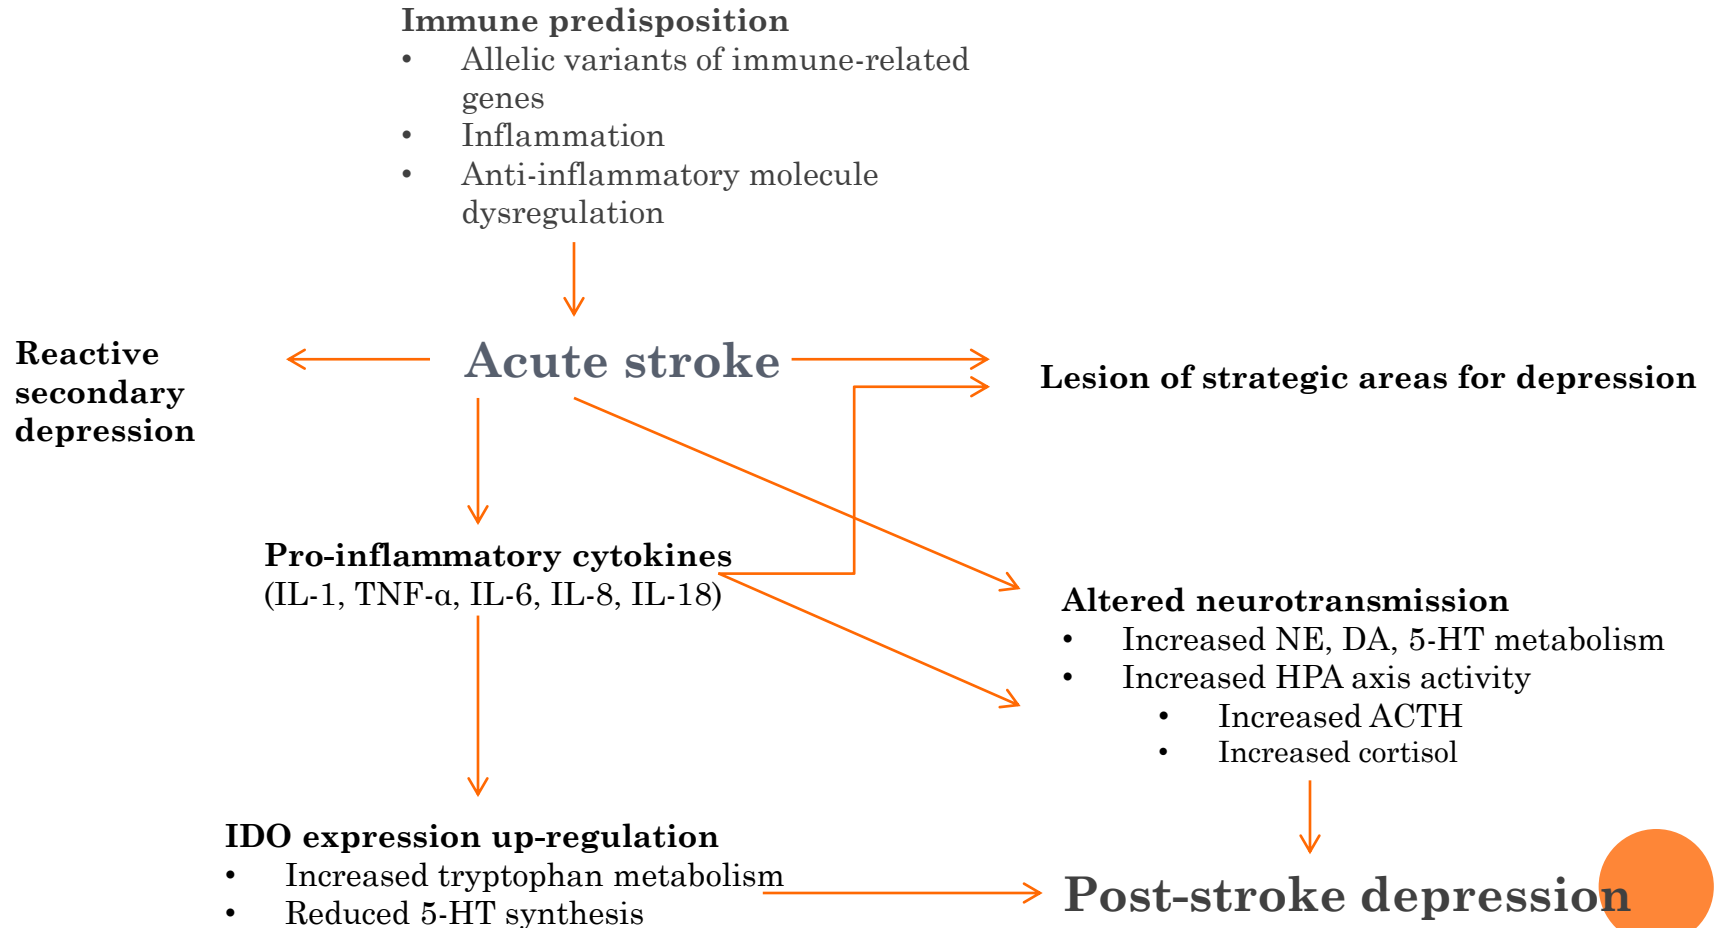 Immune predisposition
• Allelic variants of immune-related
genes
• Inflammation
• Anti-inflammatory molecule
dysregulation
Reactive
secondary
depression
Acute stroke
Lesion of strategic areas for depression
Pro-inflammatory cytokines
(IL-1, TNF-α, IL-6, IL-8, IL-18)
Altered neurotransmission
• Increased NE, DA, 5-HT metabolism
• Increased HPA axis activity
• Increased ACTH
• Increased cortisol
IDO expression up-regulation
• Increased tryptophan metabolism
• Reduced 5-HT synthesis
Post-stroke depression